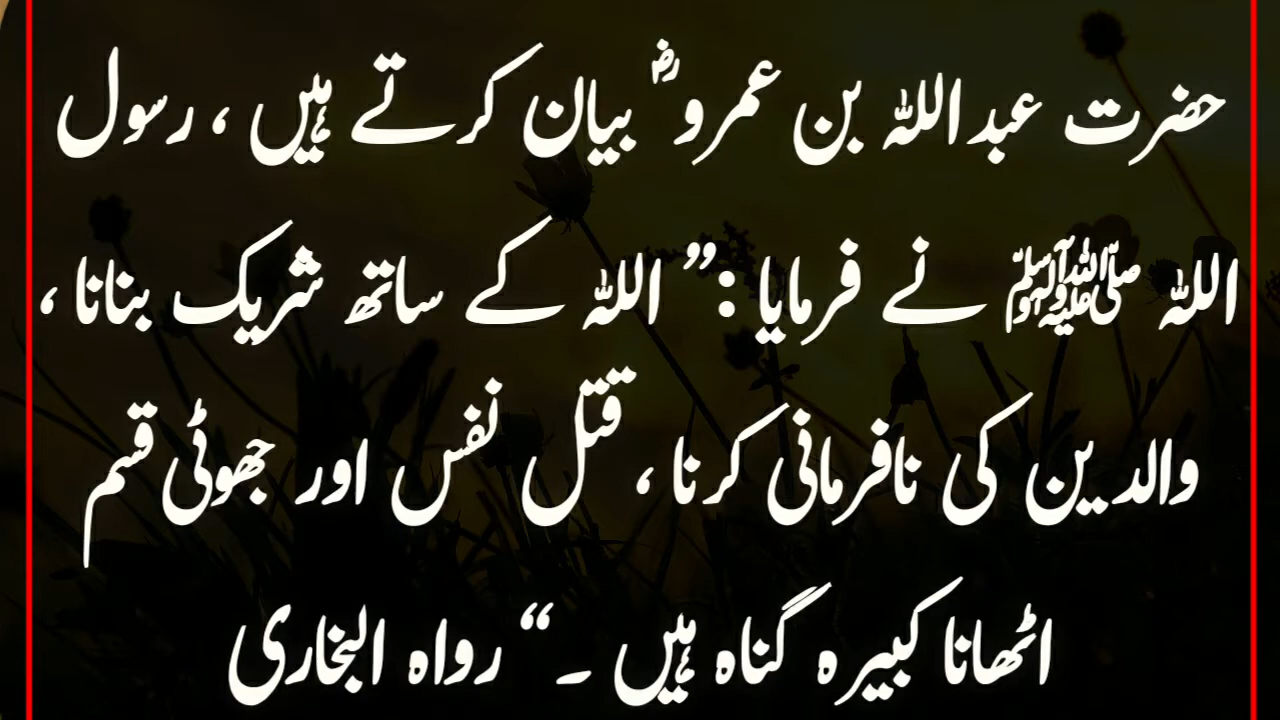 حضرت عبداللہ بن عمرو ؓ بیان کرتے ہیں ، رسول
اللہ ﷺ نے فرمایا :” اللہ کے ساتھ شریک بنانا ،
والدین کی نافرمانی کرنا ، قتل نفس اور جھوٹی قسم
اٹھانا کبیرہ گناہ ہیں ۔“ رواہ البخاری